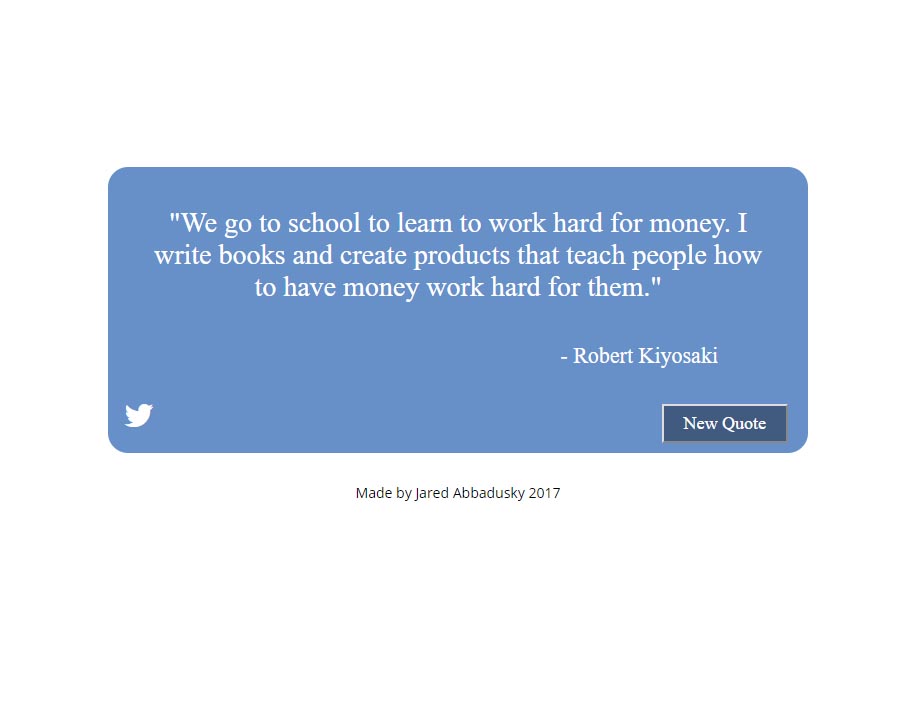 "We go to school to learn to work hard for money. I
write books and create products that teach people how
to have money work hard for them."
- Robert Kiyosaki
New Quote
Made by Jared Abbadusky 2017